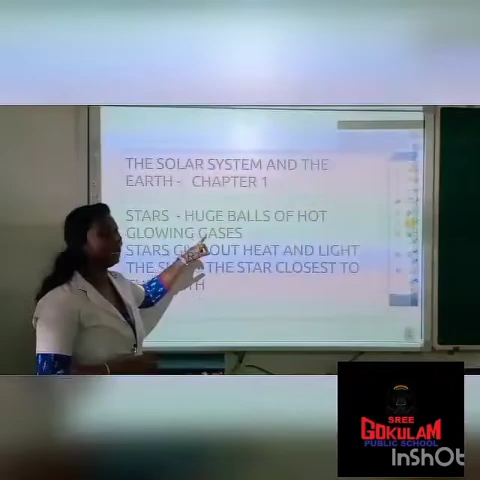 THE SOLAR SYSTEM AND THE
EARTH - CHAPTER 1
STARS - HUGE BALLS OF HOT
GLOWING GASES
STARS OUT HEAT AND LIGHT
THE THE STAR CLOSEST TO
SREE
GOKULAM
PUBLIC SCHOOL
InShOt